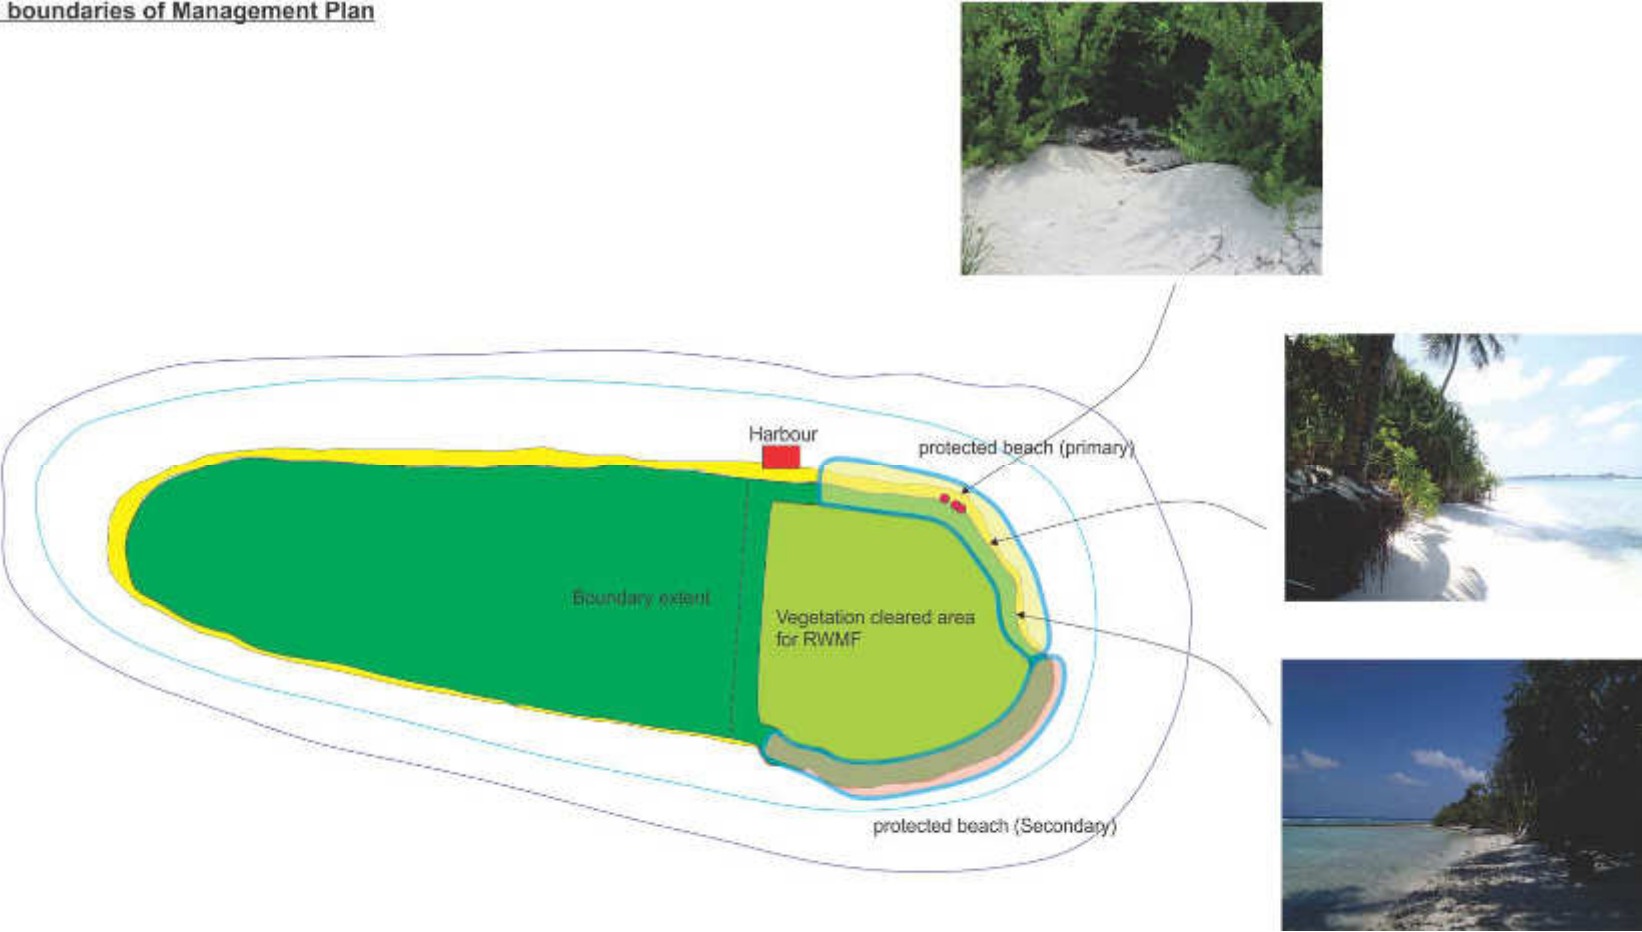 boundaries of Management Plan
Harbour
protected beach (primary)
Boundary extent
Vegetation cleared area
for RWMF
protected beach (Secondary)